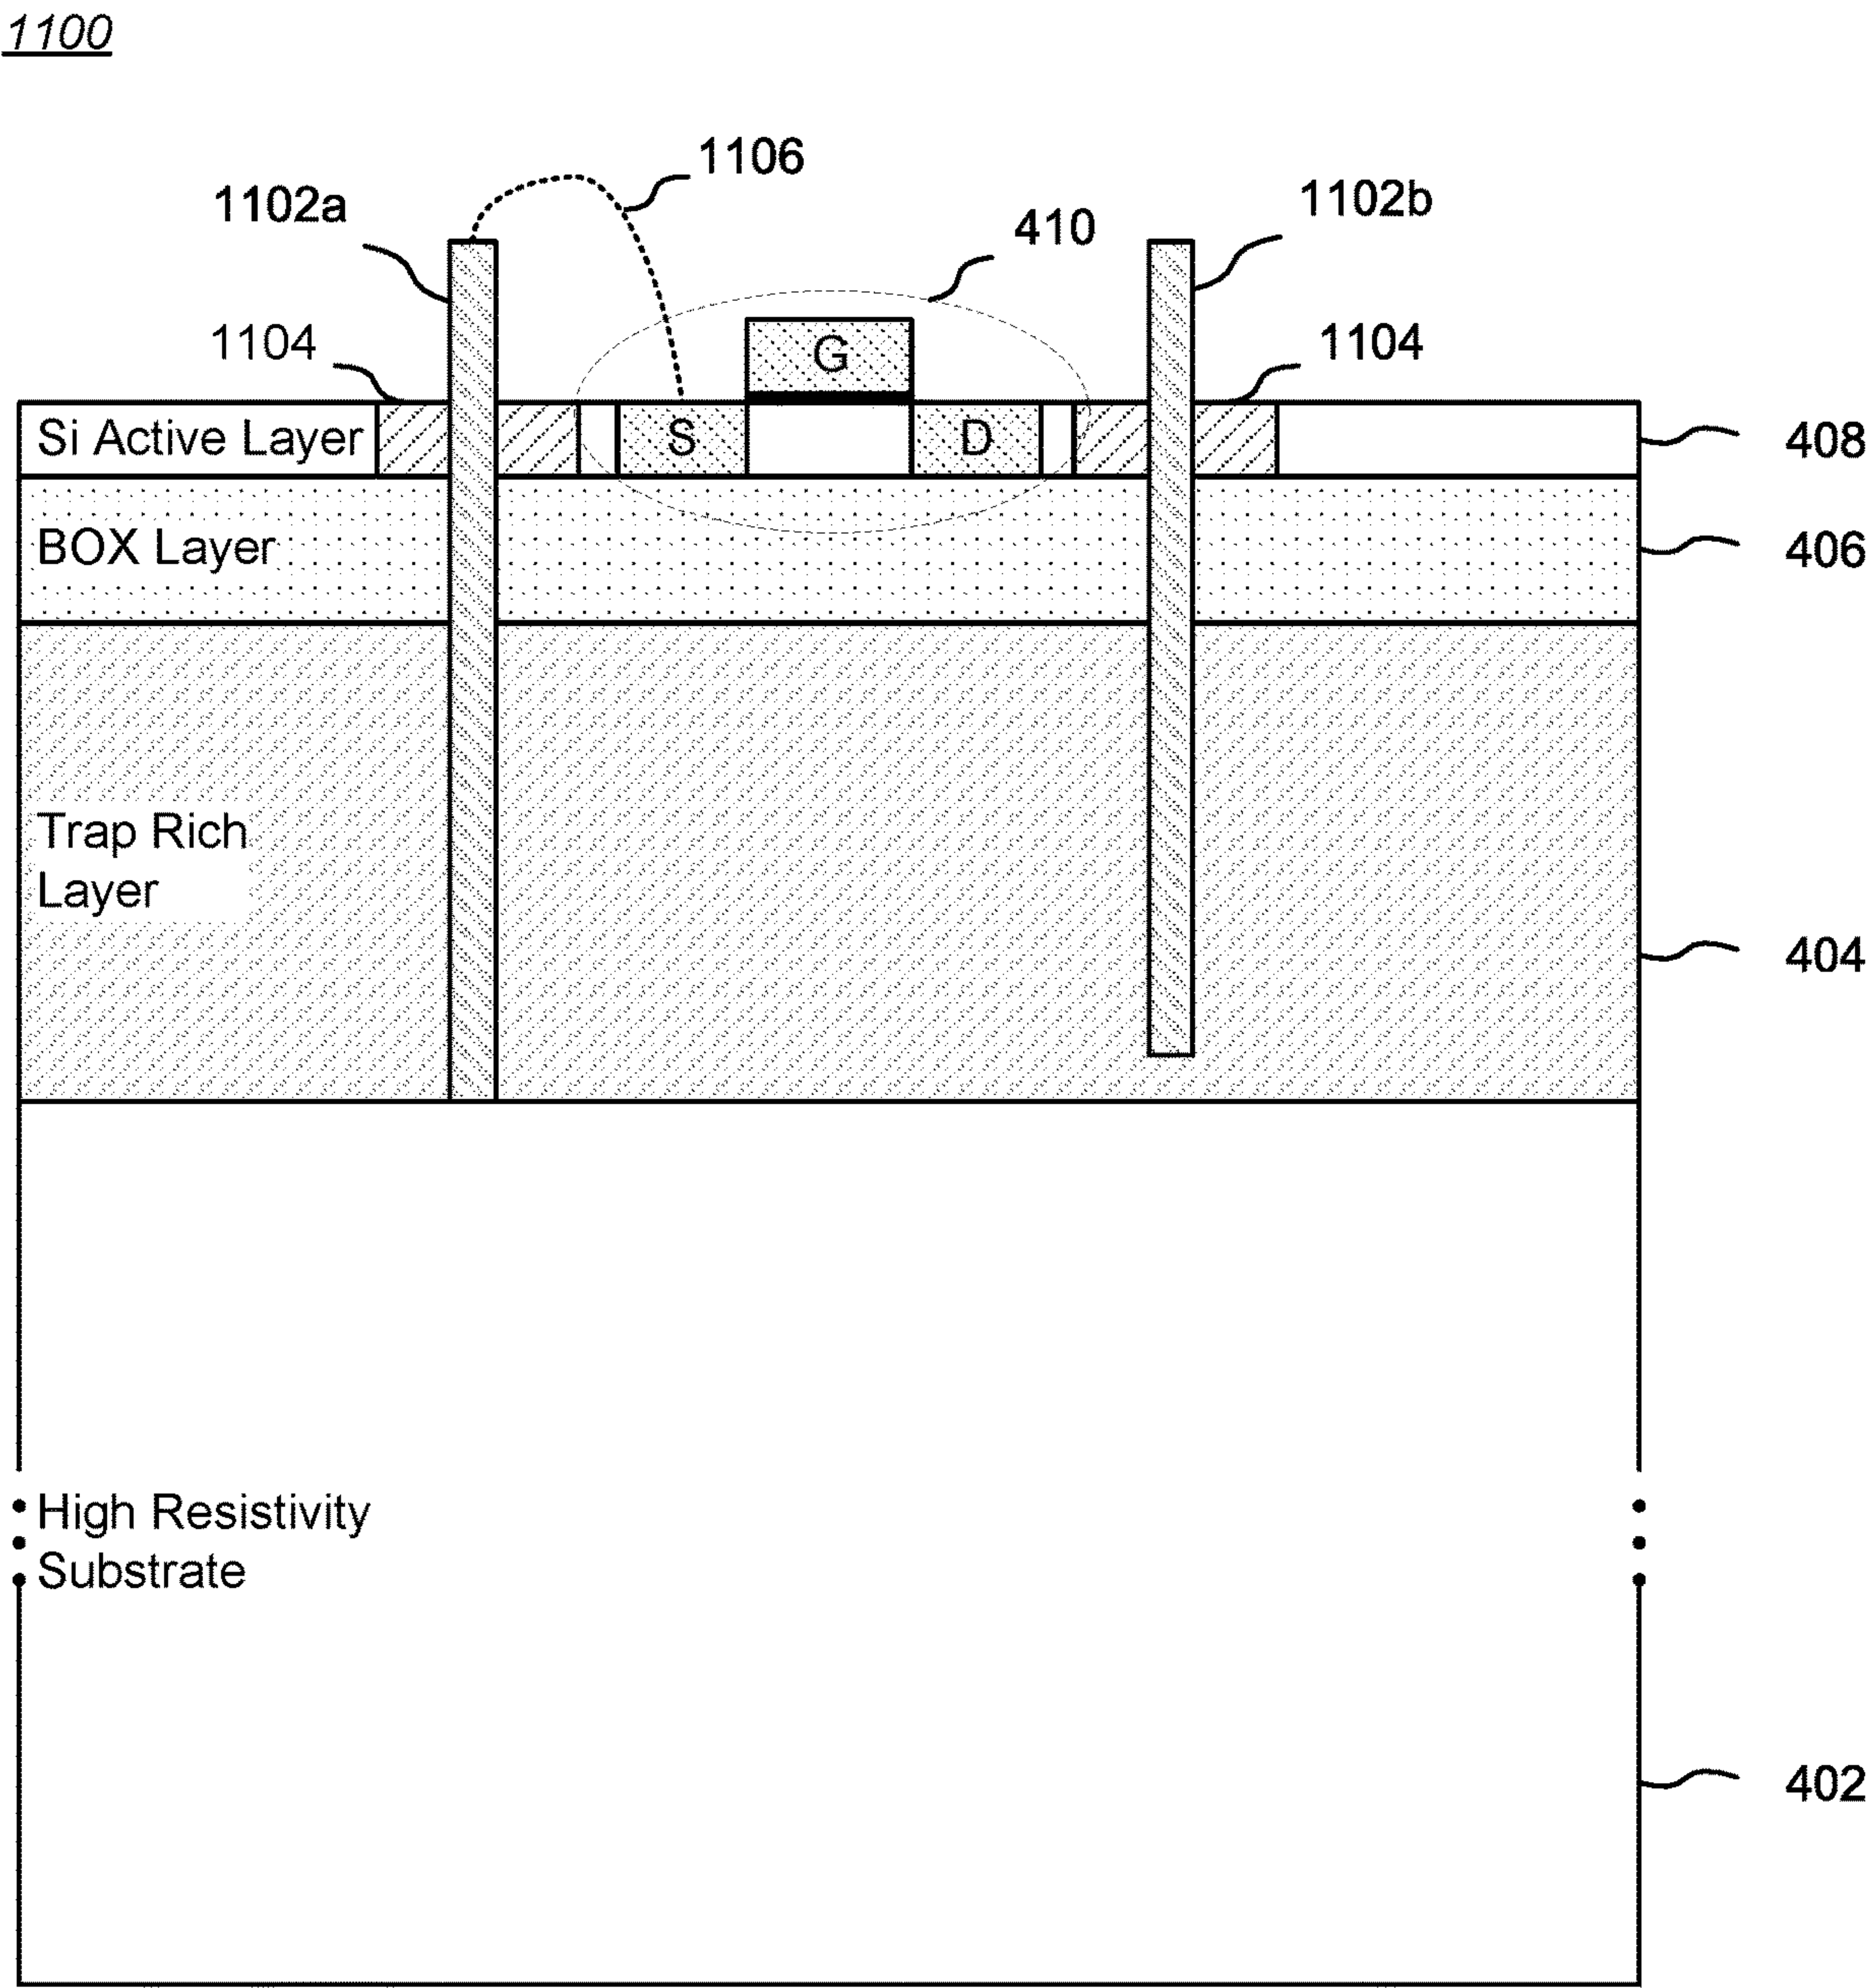 1100
1106
1102a
1102b
410
1104
G
1104
Si Active Layer
S
D
408
BOX Layer
406
Trap Rich
Layer
404
High Resistivity
Substrate
402